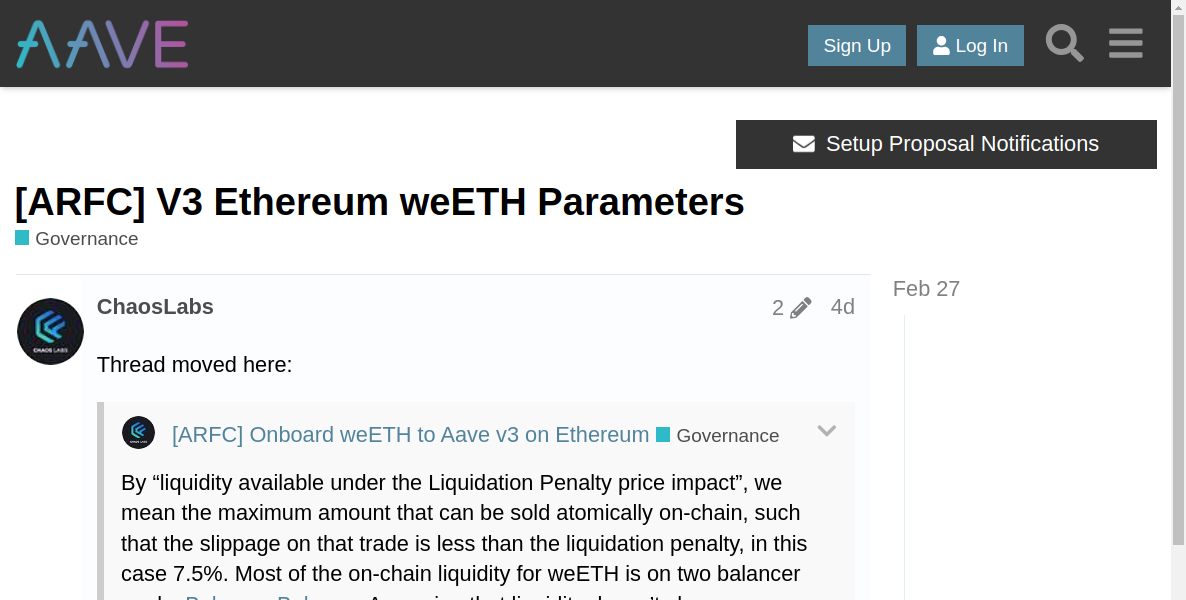 AAVE
Sign Up
Log In
Setup Proposal Notifications
[ARFC] V3 Ethereum weETH Parameters
Governance
ChaosLabs
2
4d
Feb 27
CHAOS LABS
Thread moved here:
[ARFC] Onboard weETH to Aave v3 on Ethereum Governance
By “liquidity available under the Liquidation Penalty price impact”, we
mean the maximum amount that can be sold atomically on-chain, such
that the slippage on that trade is less than the liquidation penalty, in this
case 7.5%. Most of the on-chain liquidity for weETH is on two balancer